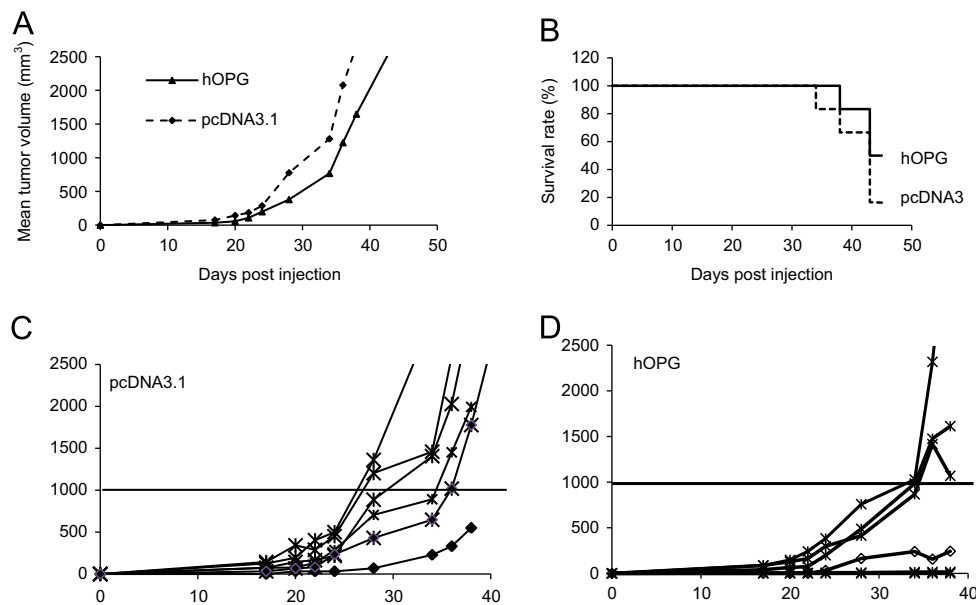 A
Mean tumor volume (mm³)
2500
2000
1500
1000
500
0
hOPG
pcDNA3.1
0 10 20 30 40 50
Days post injection
B
Survival rate (%)
120
100
80
60
40
20
0
hOPG
pcDNA3
0 10 20 30 40 50
Days post injection
C
2500
2000
1500
1000
500
0
pcDNA3.1
0 10 20 30 40
D
2500
2000
1500
1000
500
0
hOPG
0 10 20 30 40